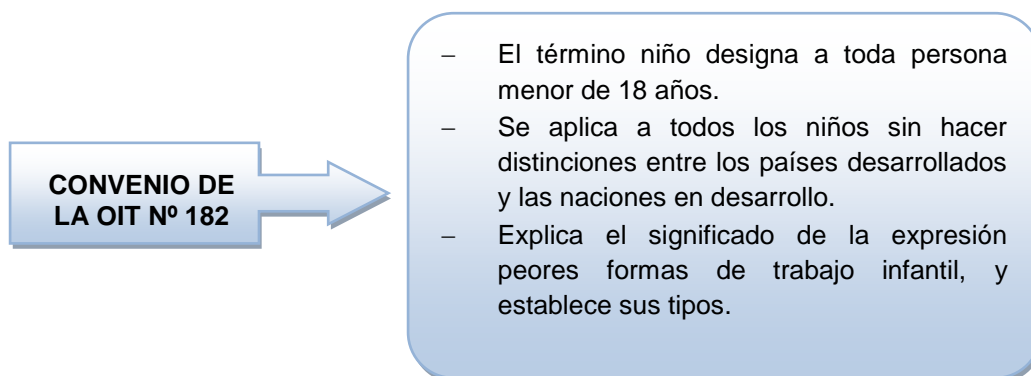 CONVENIO DE
LA OIT Nº 182
– El término niño designa a toda persona
menor de 18 años.
– Se aplica a todos los niños sin hacer
distinciones entre los países desarrollados
y las naciones en desarrollo.
– Explica el significado de la expresión
peores formas de trabajo infantil, y
establece sus tipos.